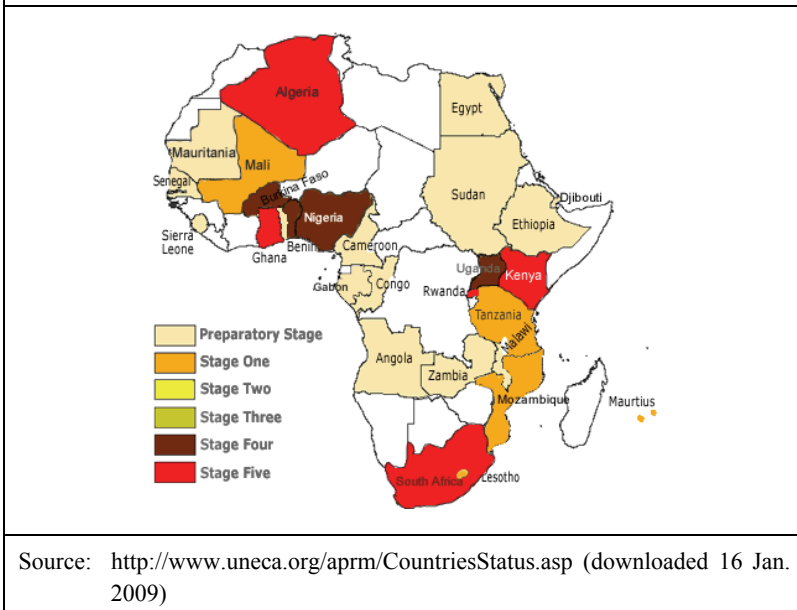 Algeria
Egypt
Mauritania
Mali
Senegal
Burkina Faso
Sudan
Djibouti
Nigeria
Ethiopia
Sierra
Leone
Benin
Cameroon
Ghana
Uganda
Kenya
Gabon
Congo
Rwanda
Tanzania
Preparatory Stage
Malawi
Stage One
Angola
Zambia
Stage Two
Mozambique
Maurtius
Stage Three
Stage Four
Stage Five
South Africa
Lesotho
Source: http://www.uneca.org/aprm/CountriesStatus.asp (downloaded 16 Jan.
2009)